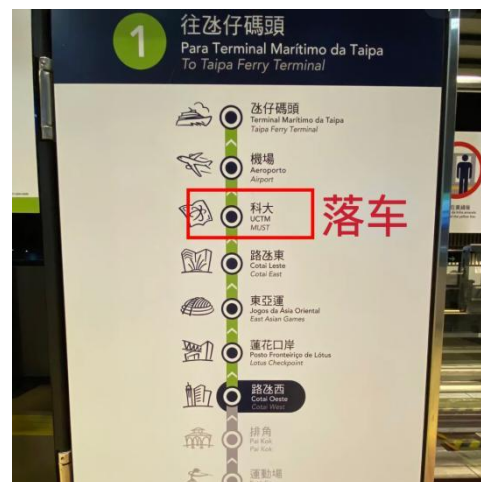 1
往氹仔碼頭
Para Terminal Marítimo da Taipa
To Taipa Ferry Terminal
氹仔碼頭
Terminal Marítimo da Taipa
Taipa Ferry Terminal
機場
Aeroporto
Airport
科大
UCTM
MUST
落车
路氹東
Cotai Leste
Cotai East
東亞運
Jogos da Ásia Oriental
East Asian Games
蓮花口岸
Posto Fronteiriço de Lótus
Lotus Checkpoint
路氹西
Cotai Oeste
Cotai West
排角
Pai Kok
Pai Kok
運動場